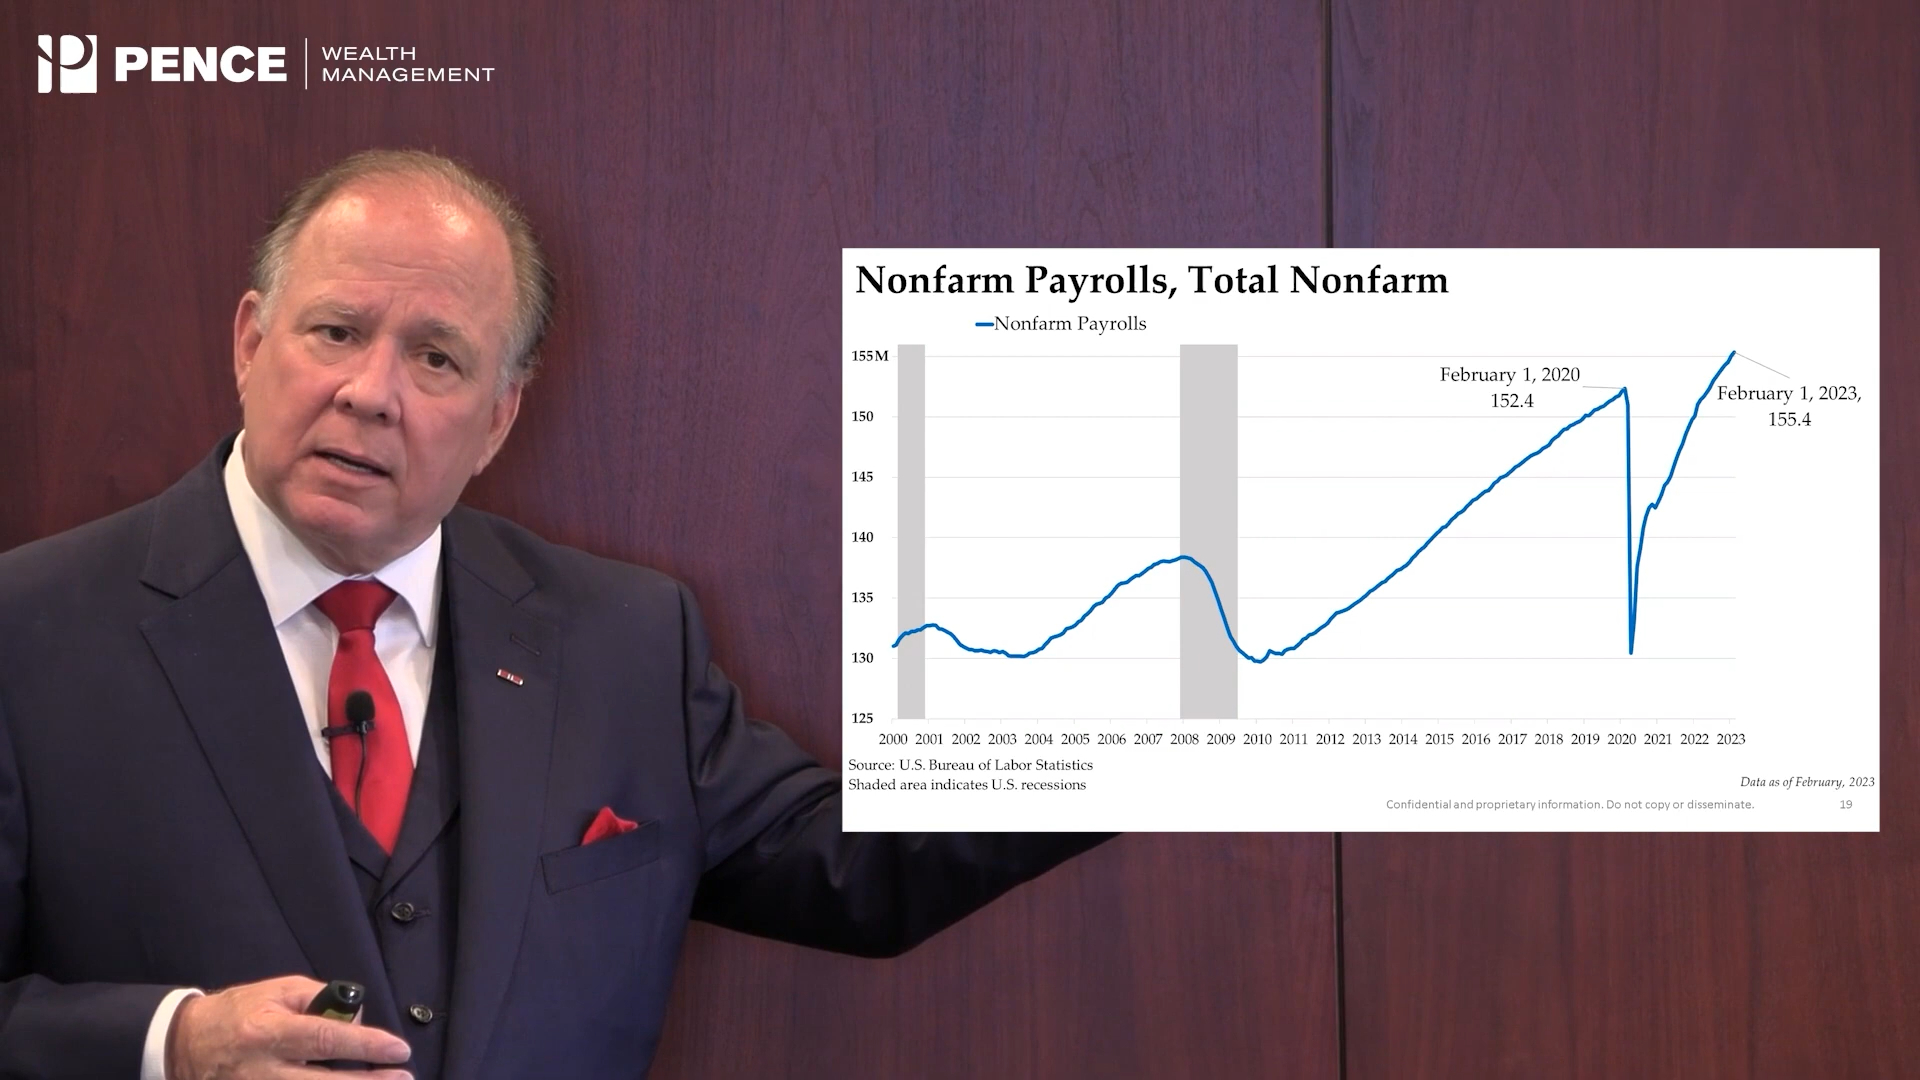 PENCE
WEALTH
MANAGEMENT
Nonfarm Payrolls, Total Nonfarm
Nonfarm Payrolls
155M
150
145
140
135
130
125
February 1, 2020
152.4
February 1, 2023,
155.4
2000 2001 2002 2003 2004 2005 2006 2007 2008 2009 2010 2011 2012 2013 2014 2015 2016 2017 2018 2019 2020 2021 2022 2023
Source: U.S. Bureau of Labor Statistics
Shaded area indicates U.S. recessions
Data as of February, 2023
Confidential and proprietary information. Do not copy or disseminate.
19